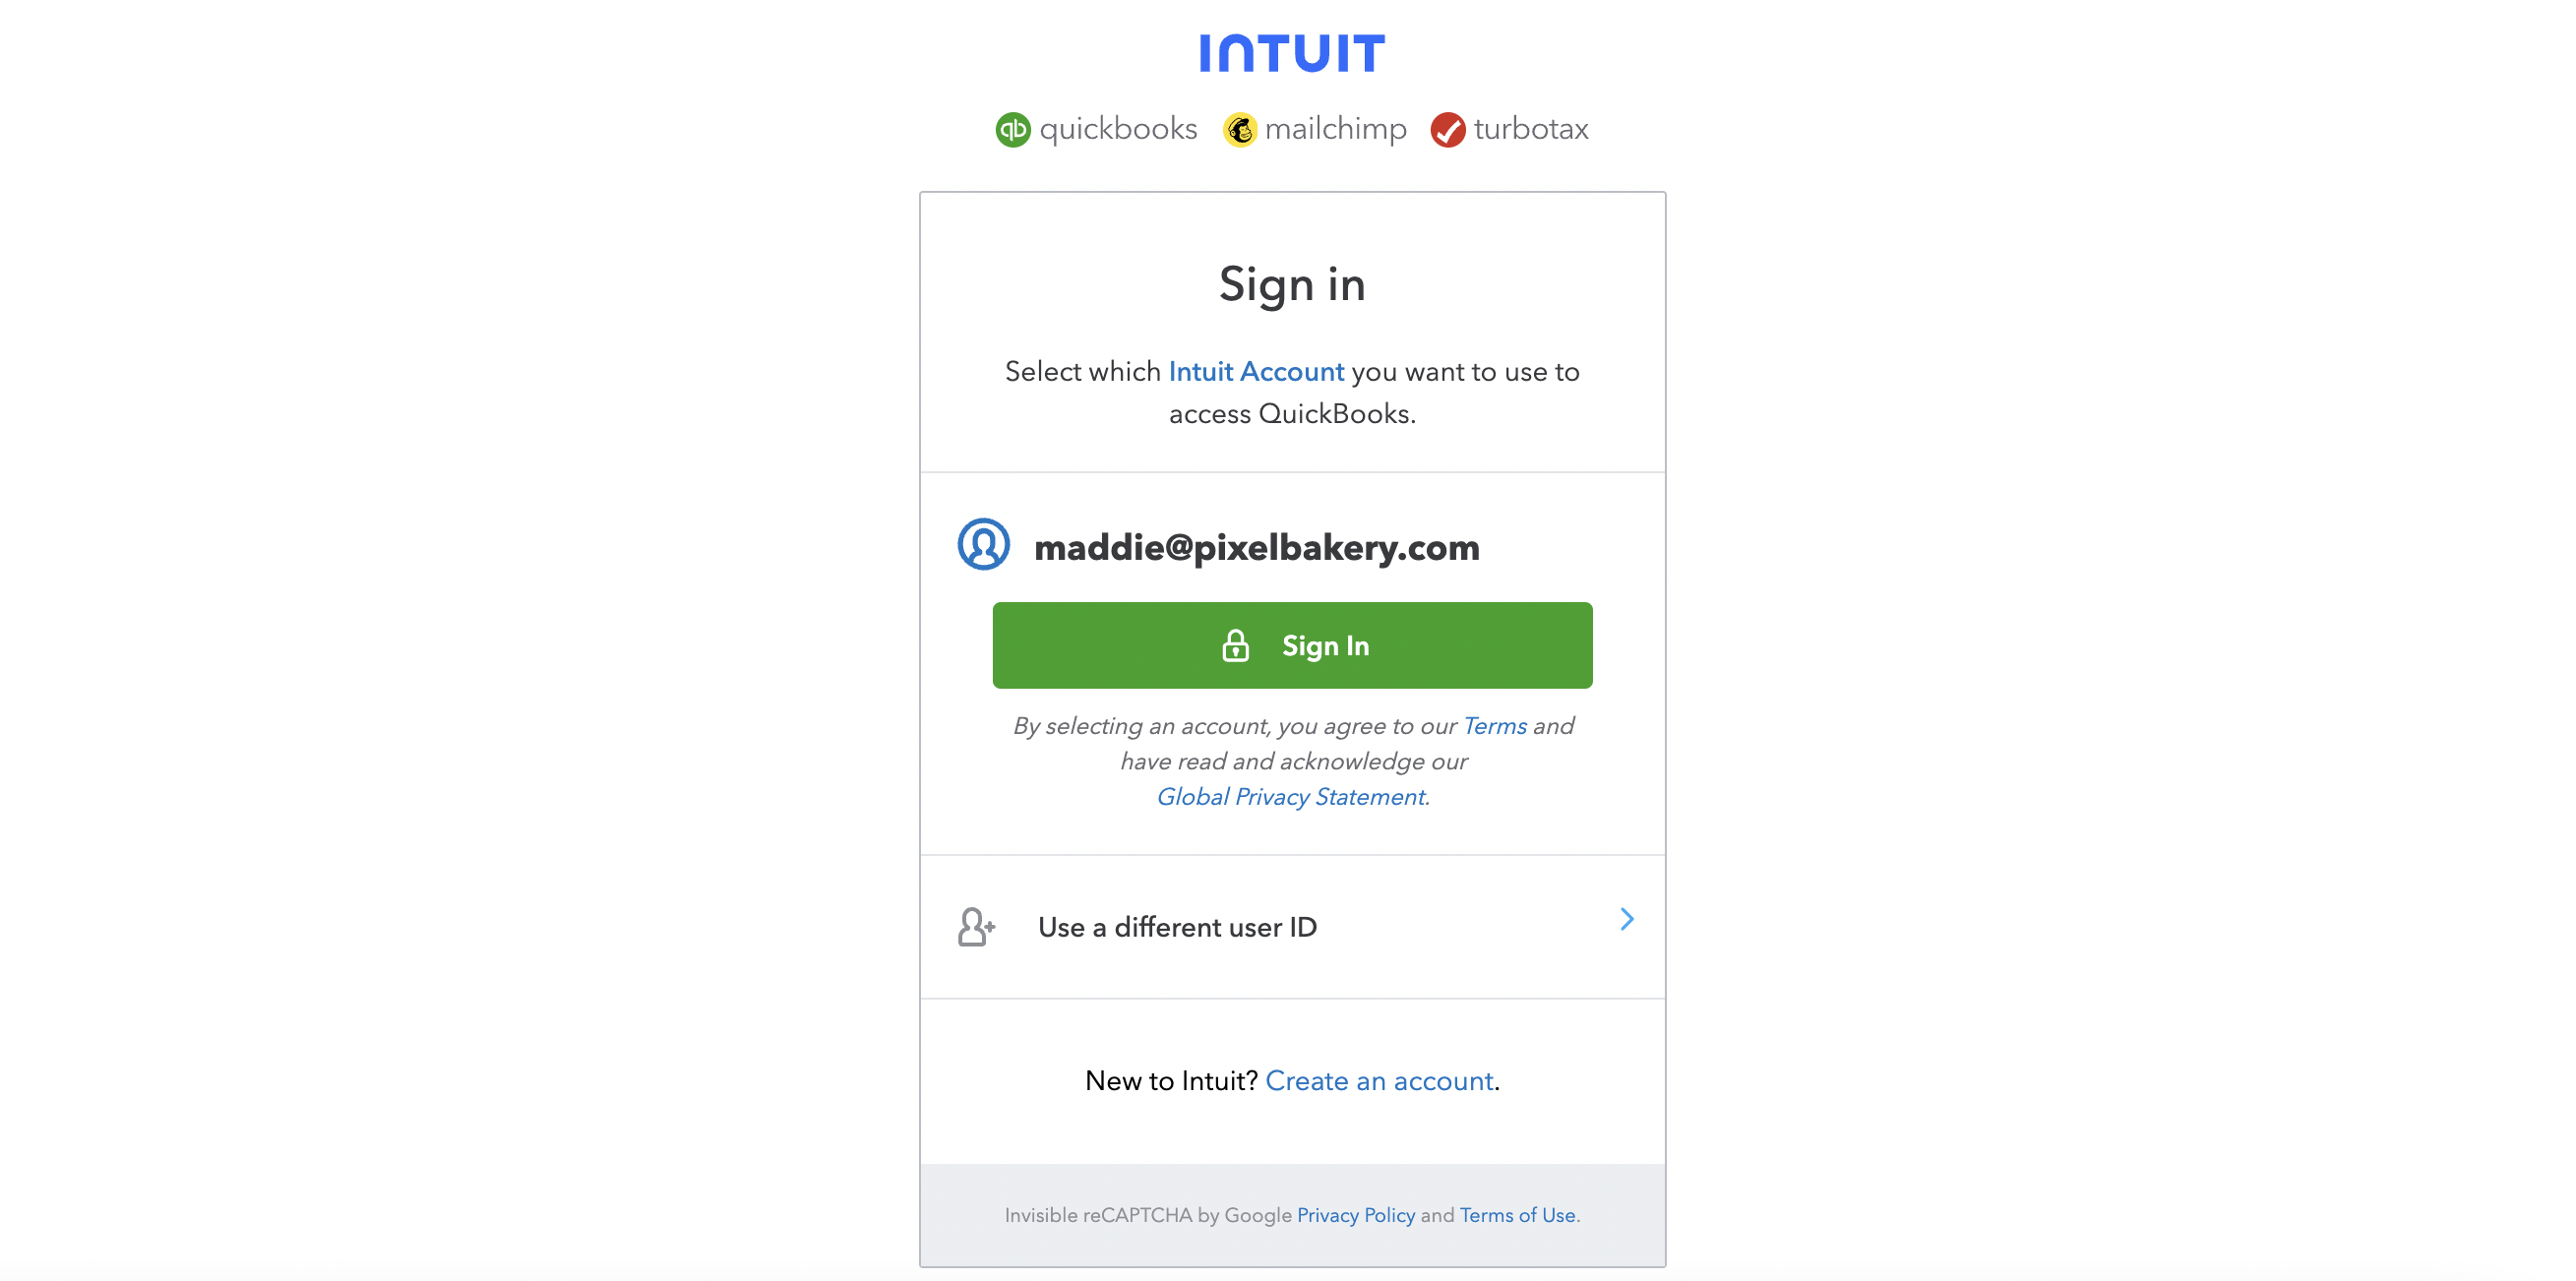 INTUIT
qb quickbooks mailchimp turbotax
Sign in
Select which Intuit Account you want to use to
access QuickBooks.
maddie@pixelbakery.com
Sign In
By selecting an account, you agree to our Terms and
have read and acknowledge our
Global Privacy Statement.
Use a different user ID
New to Intuit? Create an account.
Invisible reCAPTCHA by Google Privacy Policy and Terms of Use.